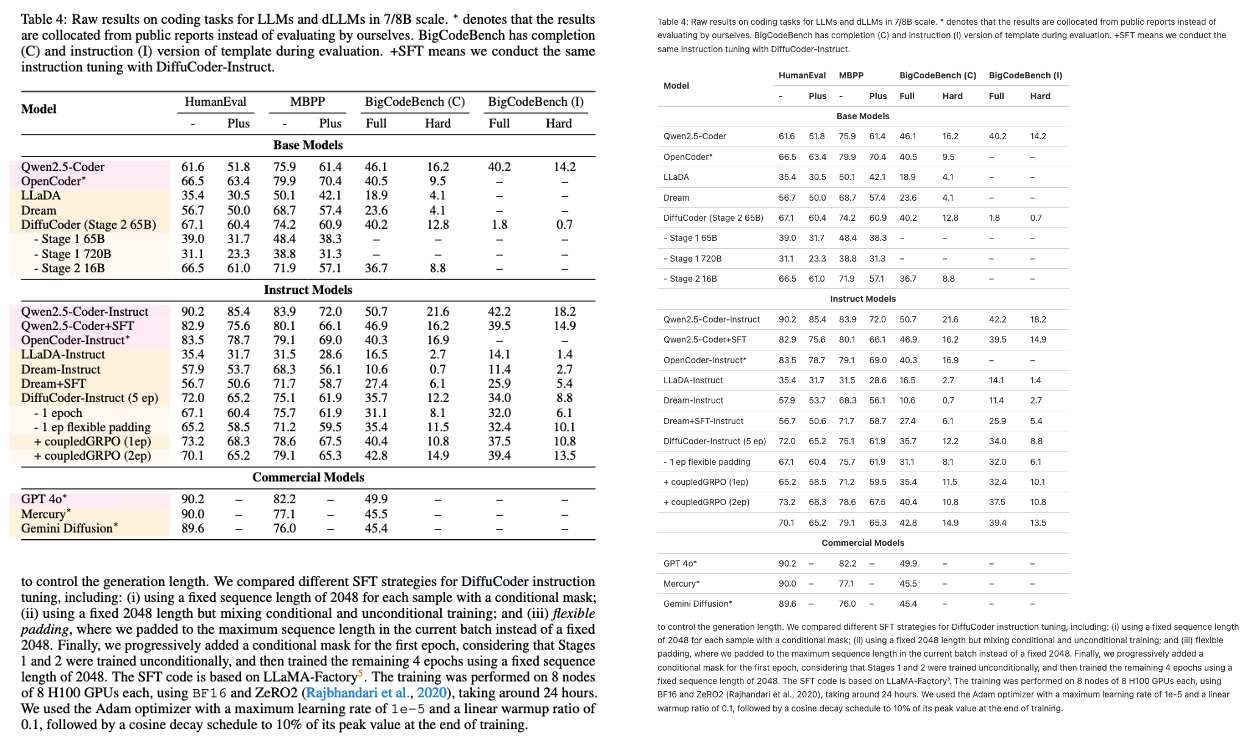 Table 4: Raw results on coding tasks for LLMs and dLLMs in 7/8B scale. * denotes that the results
are collocated from public reports instead of evaluating by ourselves. BigCodeBench has completion
(C) and instruction (I) version of template during evaluation. +SFT means we conduct the same
instruction tuning with DiffuCoder-Instruct.
Model HumanEval MBPP BigCodeBench (C) BigCodeBench (I)
- Plus - Plus Full Hard Full Hard
Base Models
Qwen2.5-Coder 61.6 51.8 75.9 61.4 46.1 16.2 40.2 14.2
OpenCoder* 66.5 63.4 79.9 70.4 40.5 9.5 – –
LLaDA 35.4 30.5 50.1 42.1 18.9 4.1 – –
Dream 56.7 50.0 68.7 57.4 23.6 4.1 – –
DiffuCoder (Stage 2 65B) 67.1 60.4 74.2 60.9 40.2 12.8 1.8 0.7
- Stage 1 65B 39.0 31.7 48.4 38.3 – – – –
- Stage 1 720B 31.1 23.3 38.8 31.3 – – – –
- Stage 2 16B 66.5 61.0 71.9 57.1 36.7 8.8 – –
Instruct Models
Qwen2.5-Coder-Instruct 90.2 85.4 83.9 72.0 50.7 21.6 42.2 18.2
Qwen2.5-Coder+SFT 82.9 75.6 80.1 66.1 46.9 16.2 39.5 14.9
OpenCoder-Instruct* 83.5 78.7 79.1 69.0 40.3 16.9 – –
LLaDA-Instruct 35.4 31.7 31.5 28.6 16.5 2.7 14.1 1.4
Dream-Instruct 57.9 53.7 68.3 56.1 10.6 0.7 11.4 2.7
Dream+SFT 56.7 50.6 71.7 58.7 27.4 6.1 25.9 5.4
DiffuCoder-Instruct (5 ep) 72.0 65.2 75.1 61.9 35.7 12.2 34.0 8.8
- 1 epoch 67.1 60.4 75.7 61.9 31.1 8.1 32.0 6.1
- 1 ep flexible padding 65.2 58.5 71.2 59.5 35.4 11.5 32.4 10.1
+ coupledGRPO (1ep) 73.2 68.3 78.6 67.5 40.4 10.8 37.5 10.8
+ coupledGRPO (2ep) 70.1 65.2 79.1 65.3 42.8 14.9 39.4 13.5
Commercial Models
GPT 4o* 90.2 – 82.2 – 49.9 – – –
Mercury* 90.0 – 77.1 – 45.5 – – –
Gemini Diffusion* 89.6 – 76.0 – 45.4 – – –
to control the generation length. We compared different SFT strategies for DiffuCoder instruction
tuning, including: (i) using a fixed sequence length of 2048 for each sample with a conditional mask;
(ii) using a fixed 2048 length but mixing conditional and unconditional training; and (iii) flexible
padding, where we padded to the maximum sequence length in the current batch instead of a fixed
2048. Finally, we progressively added a conditional mask for the first epoch, considering that Stages
1 and 2 were trained unconditionally, and then trained the remaining 4 epochs using a fixed sequence
length of 2048. The SFT code is based on LLaMA-Factory⁵. The training was performed on 8 nodes
of 8 H100 GPUs each, using BF16 and ZeRO2 (Rajbhandari et al., 2020), taking around 24 hours.
We used the Adam optimizer with a maximum learning rate of 1e-5 and a linear warmup ratio of
0.1, followed by a cosine decay schedule to 10% of its peak value at the end of training.
Table 4: Raw results on coding tasks for LLMs and dLLMs in 7/8B scale. * denotes that the results are collocated from public reports instead of
evaluating by ourselves. BigCodeBench has completion (C) and instruction (I) version of template during evaluation. +SFT means we conduct the
same instruction tuning with DiffuCoder-Instruct.
Model HumanEval MBPP BigCodeBench (C) BigCodeBench (I)
- Plus - Plus Full Hard Full Hard
Base Models
Qwen2.5-Coder 61.6 51.8 75.9 61.4 46.1 16.2 40.2 14.2
OpenCoder* 66.5 63.4 79.9 70.4 40.5 9.5 – –
LLaDA 35.4 30.5 50.1 42.1 18.9 4.1 – –
Dream 56.7 50.0 68.7 57.4 23.6 4.1 – –
DiffuCoder (Stage 2 65B) 67.1 60.4 74.2 60.9 40.2 12.8 1.8 0.7
- Stage 1 65B 39.0 31.7 48.4 38.3 – – – –
- Stage 1 720B 31.1 23.3 38.8 31.3 – – – –
- Stage 2 16B 66.5 61.0 71.9 57.1 36.7 8.8 – –
Instruct Models
Qwen2.5-Coder-Instruct 90.2 85.4 83.9 72.0 50.7 21.6 42.2 18.2
Qwen2.5-Coder+SFT 82.9 75.6 80.1 66.1 46.9 16.2 39.5 14.9
OpenCoder-Instruct* 83.5 78.7 79.1 69.0 40.3 16.9 – –
LLaDA-Instruct 35.4 31.7 31.5 28.6 16.5 2.7 14.1 1.4
Dream-Instruct 57.9 53.7 68.3 56.1 10.6 0.7 11.4 2.7
Dream+SFT-Instruct 56.7 50.6 71.7 58.7 27.4 6.1 25.9 5.4
DiffuCoder-Instruct (5 ep) 72.0 65.2 75.1 61.9 35.7 12.2 34.0 8.8
- 1 ep flexible padding 67.1 60.4 75.7 61.9 31.1 8.1 32.0 6.1
+ coupledGRPO (1ep) 65.2 58.5 71.2 59.5 35.4 11.5 32.4 10.1
+ coupledGRPO (2ep) 73.2 68.3 78.6 67.5 40.4 10.8 37.5 10.8
70.1 65.2 79.1 65.3 42.8 14.9 39.4 13.5
Commercial Models
GPT 4o* 90.2 – 82.2 – 49.9 – – –
Mercury* 90.0 – 77.1 – 45.5 – – –
Gemini Diffusion* 89.6 – 76.0 – 45.4 – – –
to control the generation length. We compared different SFT strategies for DiffuCoder instruction tuning, including: (i) using a fixed sequence length
of 2048 for each sample with a conditional mask; (ii) using a fixed 2048 length but mixing conditional and unconditional training; and (iii) flexible
padding, where we padded to the maximum sequence length in the current batch instead of a fixed 2048. Finally, we progressively added a
conditional mask for the first epoch, considering that Stages 1 and 2 were trained unconditionally, and then trained the remaining 4 epochs using a
fixed sequence length of 2048. The SFT code is based on LLaMA-Factory⁵. The training was performed on 8 nodes of 8 H100 GPUs each, using
BF16 and ZeRO2 (Rajhandari et al., 2020), taking around 24 hours. We used the Adam optimizer with a maximum learning rate of 1e-5 and a linear
warmup ratio of 0.1, followed by a cosine decay schedule to 10% of its peak value at the end of training.